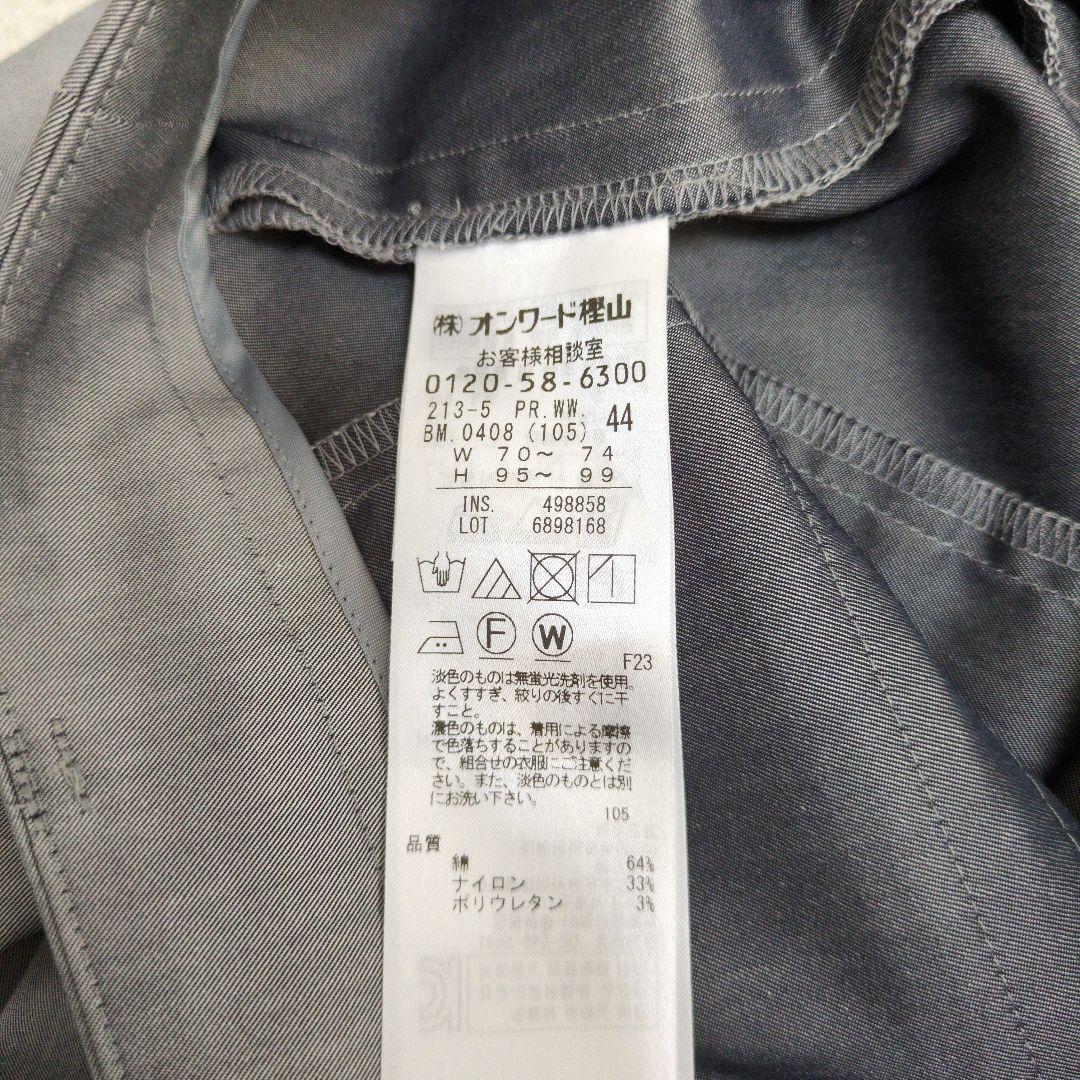 (株)オンワード樫山
お客様相談室
0120-58-6300
213-5 PR.WW. 44
BM.0408 (105)
W 70〜 74
H 95〜 99
INS. 498858
LOT 6898168
F
W
F23
淡色のものは無蛍光洗剤を使用。
よくすすぎ、絞りの後すぐに干
すこと。
濃色のものは、着用による摩擦
で色落ちすることがありますの
で、組合せの衣服にご注意くだ
さい。また、淡色のものとは別
にお洗い下さい。
105
品質
綿 64%
ナイロン 33%
ポリウレタン 3%